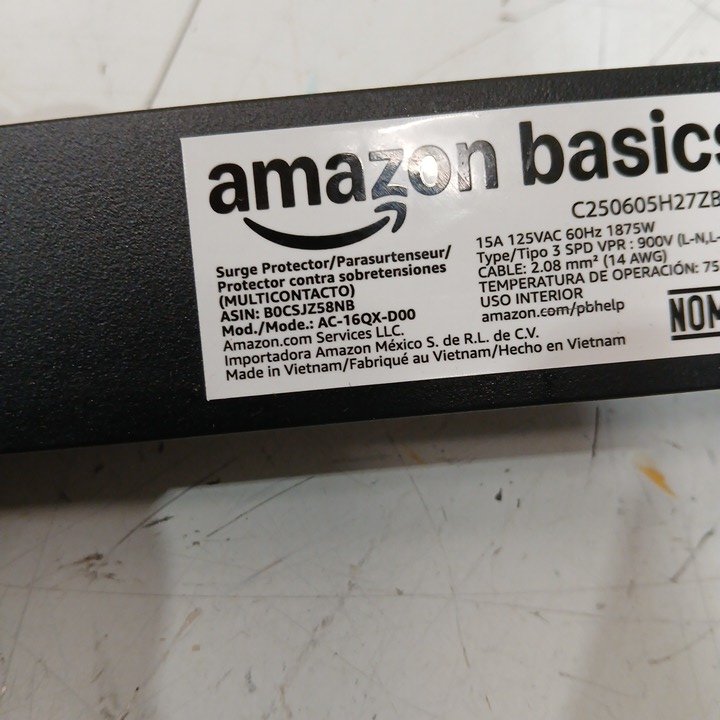 amazon basics
C250605H27ZB
Surge Protector/Parasurtenseur/
Protector contra sobretensiones
(MULTICONTACTO)
ASIN: B0CSJZ58NB
Mod./Mode.: AC-16QX-D00
Amazon.com Services LLC.
Importadora Amazon México S. de R.L. de C.V.
Made in Vietnam/Fabriqué au Vietnam/Hecho en Vietnam
15A 125VAC 60Hz 1875W
Type/Tipo 3 SPD VPR : 900V (L-N,L-
CABLE: 2.08 mm² (14 AWG)
TEMPERATURA DE OPERACIÓN: 75
USO INTERIOR
amazon.com/pbhelp
NOM